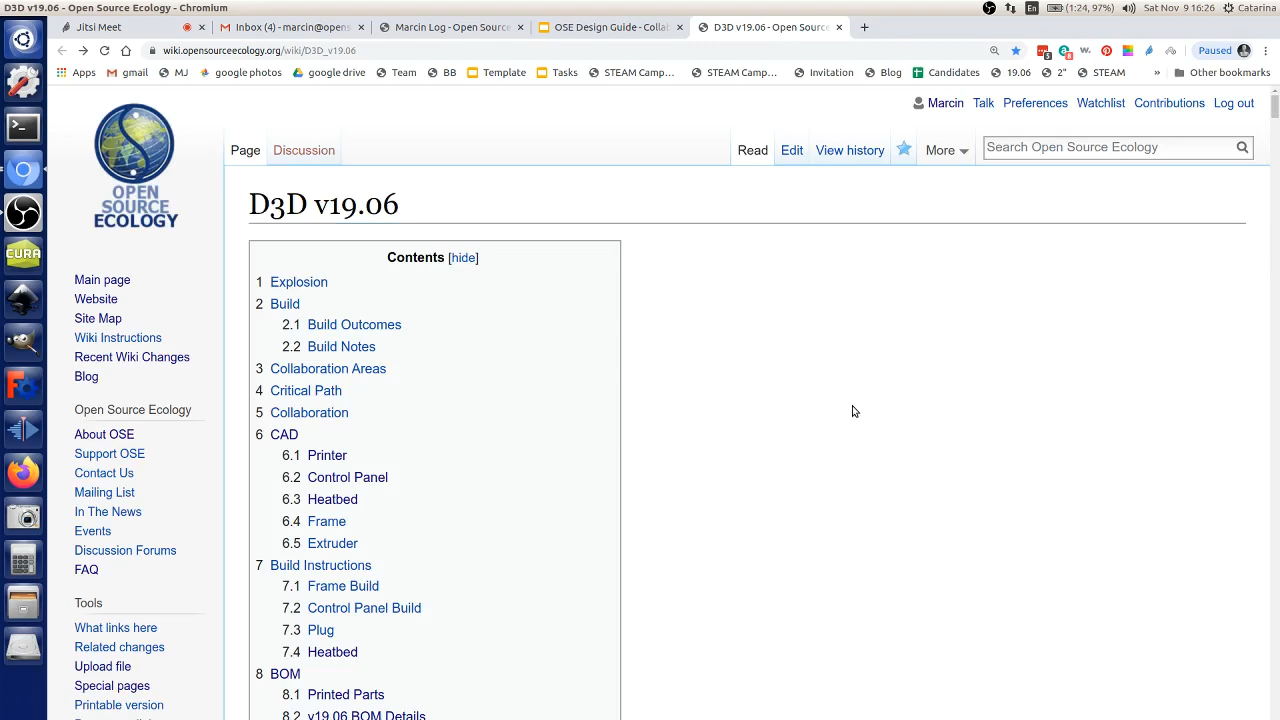 D3D v19.06 - Open Source Ecology - Chromium
En
(1:24, 97%)
Sat Nov 9 16:26
Catarina
Jitsi Meet
Inbox (4) - marcin@opens
Marcin Log - Open Source
OSE Design Guide - Collab
D3D v19.06 - Open Source
wiki.opensourceecology.org/wiki/D3D_v19.06
Paused
Apps
gmail
MJ
google photos
google drive
Team
BB
Template
Tasks
STEAM Camp...
STEAM Camp...
Invitation
Blog
Candidates
19.06
2"
STEAM
»
Other bookmarks
Marcin
Talk
Preferences
Watchlist
Contributions
Log out
OPEN
SOURCE
ECOLOGY
Page
Discussion
Read
Edit
View history
More
Search Open Source Ecology
Main page
Website
Site Map
Wiki Instructions
Recent Wiki Changes
Blog
Open Source Ecology
About OSE
Support OSE
Contact Us
Mailing List
In The News
Events
Discussion Forums
FAQ
Tools
What links here
Related changes
Upload file
Special pages
Printable version
D3D v19.06
Contents [hide]
1 Explosion
2 Build
2.1 Build Outcomes
2.2 Build Notes
3 Collaboration Areas
4 Critical Path
5 Collaboration
6 CAD
6.1 Printer
6.2 Control Panel
6.3 Heatbed
6.4 Frame
6.5 Extruder
7 Build Instructions
7.1 Frame Build
7.2 Control Panel Build
7.3 Plug
7.4 Heatbed
8 BOM
8.1 Printed Parts
8.2 v19.06 BOM Details
CURA